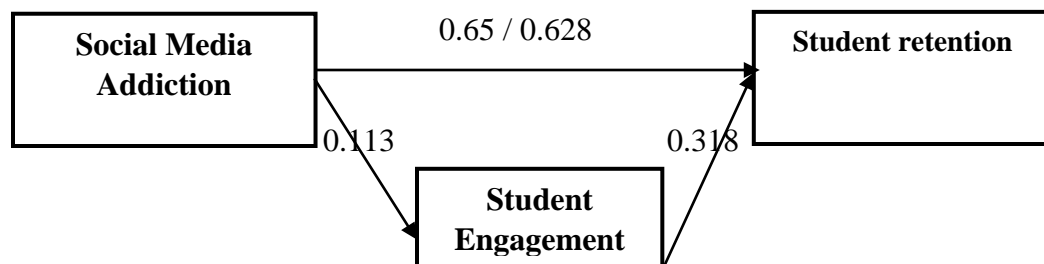 Social Media
Addiction
0.65 / 0.628
Student retention
0.113
0.318
Student
Engagement